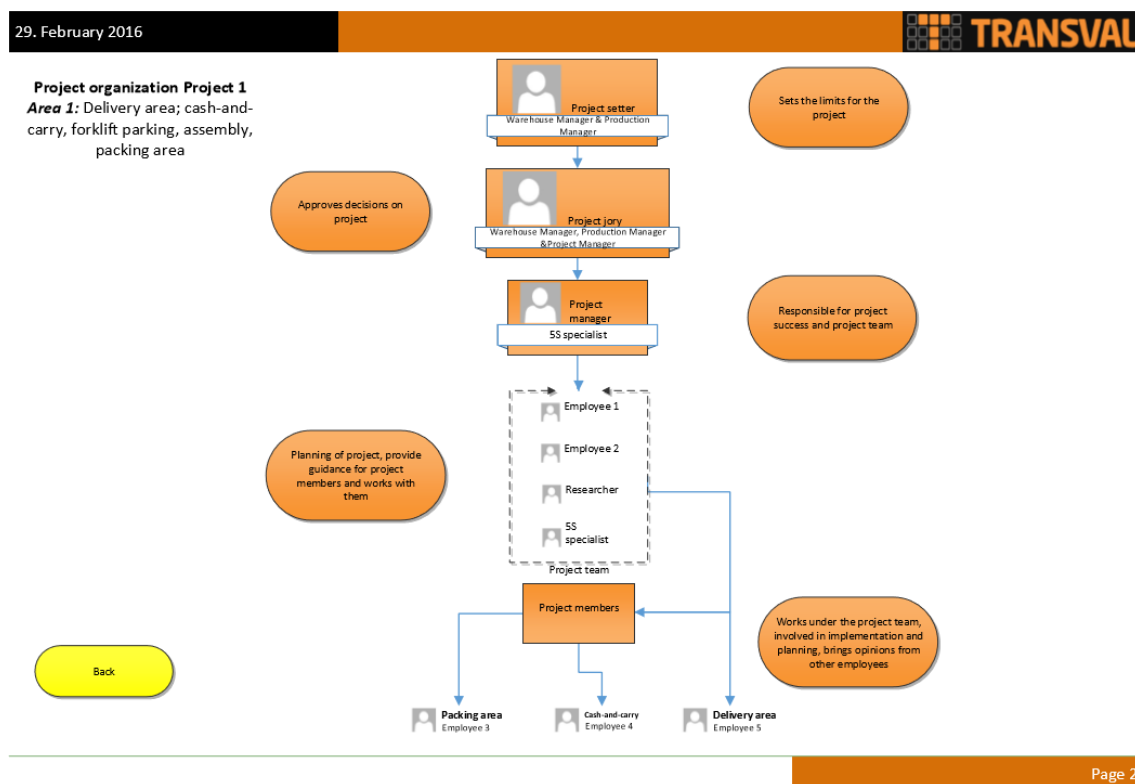 29. February 2016
TRANSVAL
Project organization Project 1
Area 1: Delivery area; cash-and-
carry, forklift parking, assembly,
packing area
Project setter
Warehouse Manager & Production
Manager
Sets the limits for the
project
Approves decisions on
project
Project jory
Warehouse Manager, Production Manager
&Project Manager
Project
manager
5S specialist
Responsible for project
success and project team
Employee 1
Employee 2
Researcher
5S
specialist
Project team
Planning of project, provide
guidance for project
members and works with
them
Project members
Works under the project team,
involved in implementation and
planning, brings opinions from
other employees
Back
Packing area
Employee 3
Cash-and-carry
Employee 4
Delivery area
Employee 5
Page 2